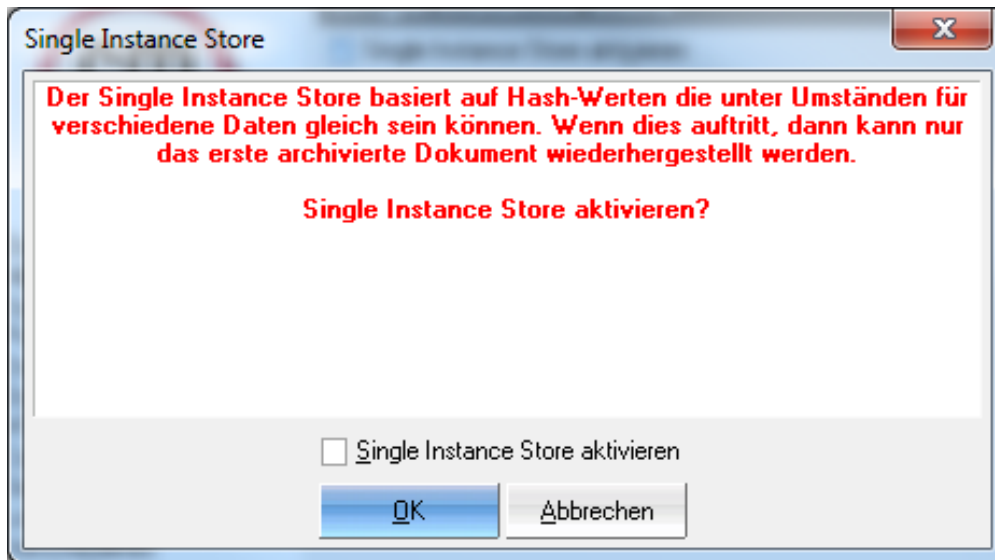 Single Instance Store
Der Single Instance Store basiert auf Hash-Werten die unter Umständen für
verschiedene Daten gleich sein können. Wenn dies auftritt, dann kann nur
das erste archivierte Dokument wiederhergestellt werden.
Single Instance Store aktivieren?
Single Instance Store aktivieren
OK
Abbrechen